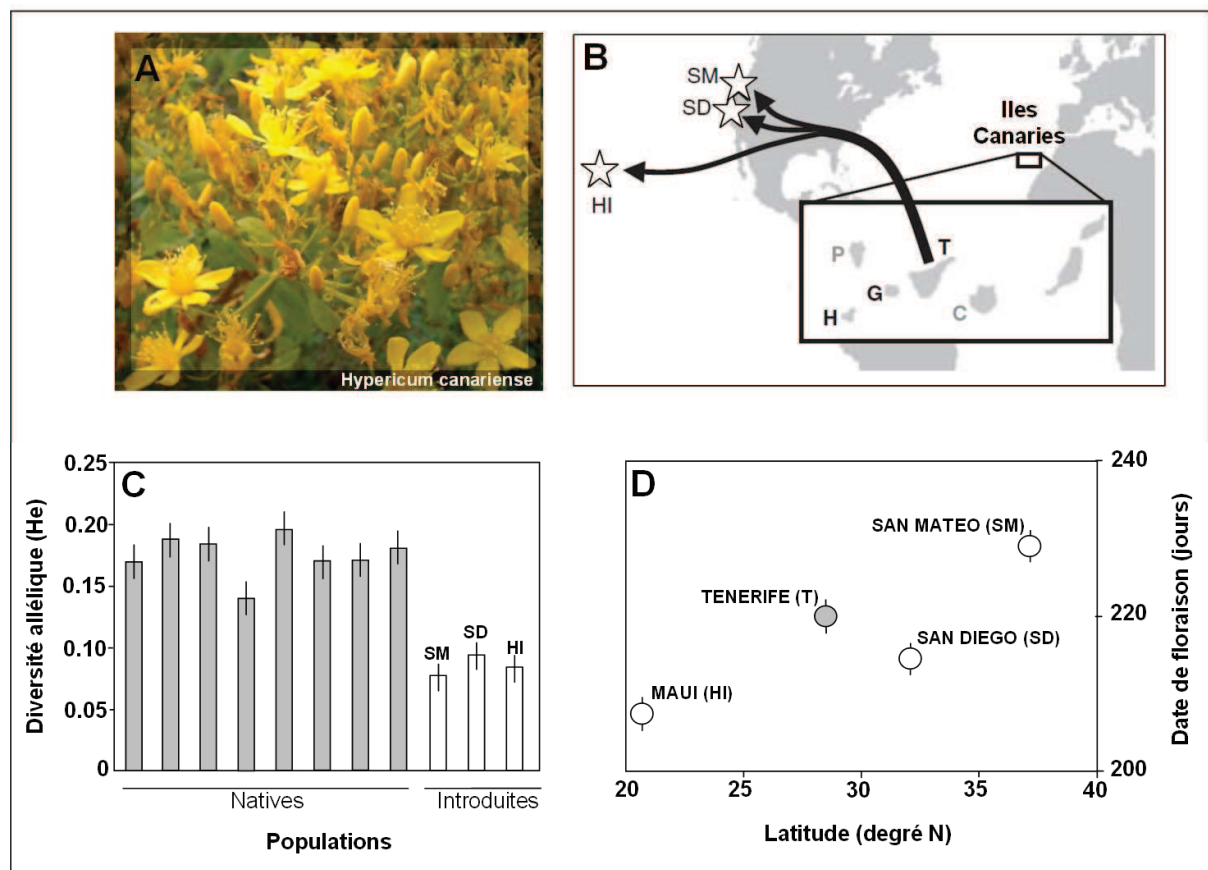 A
Hypericum canariense
B
SM
SD
HI
Iles
Canaries
P
T
G
H
C
C
Diversité allélique (He)
0.25
0.20
0.15
0.10
0.05
0
SM
SD
HI
Natives
Introduites
Populations
D
SAN MATEO (SM)
TENERIFE (T)
SAN DIEGO (SD)
MAUI (HI)
240
220
200
Date de floraison (jours)
20
25
30
35
40
Latitude (degré N)